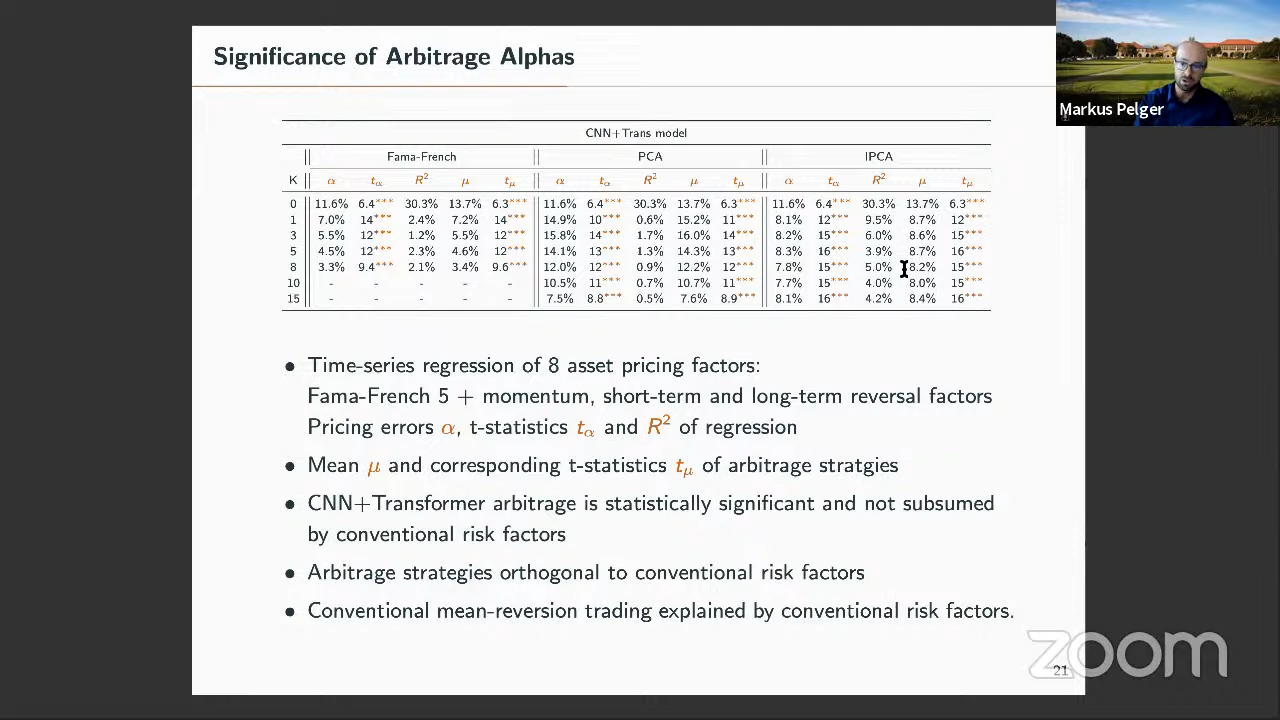 Significance of Arbitrage Alphas
Markus Pelger
CNN+Trans model
Fama-French PCA IPCA
K α tα R² μ tμ α tα R² μ tμ α tα R² μ tμ
0 11.6% 6.4*** 30.3% 13.7% 6.3*** 11.6% 6.4*** 30.3% 13.7% 6.3*** 11.6% 6.4*** 30.3% 13.7% 6.3***
1 7.0% 14*** 2.4% 7.2% 14*** 14.9% 10*** 0.6% 15.2% 11*** 8.1% 12*** 9.5% 8.7% 12***
3 5.5% 12*** 1.2% 5.5% 12*** 15.8% 14*** 1.7% 16.0% 14*** 8.2% 15*** 6.0% 8.6% 15***
5 4.5% 12*** 2.3% 4.6% 12*** 14.1% 13*** 1.3% 14.3% 13*** 8.3% 16*** 3.9% 8.7% 16***
8 3.3% 9.4*** 2.1% 3.4% 9.6*** 12.0% 12*** 0.9% 12.2% 12*** 7.8% 15*** 5.0% 8.2% 15***
10 - - - - - 10.5% 11*** 0.7% 10.7% 11*** 7.7% 15*** 4.0% 8.0% 15***
15 - - - - - 7.5% 8.8*** 0.5% 7.6% 8.9*** 8.1% 16*** 4.2% 8.4% 16***
• Time-series regression of 8 asset pricing factors:
Fama-French 5 + momentum, short-term and long-term reversal factors
Pricing errors α, t-statistics tα and R² of regression
• Mean μ and corresponding t-statistics tμ of arbitrage stratgies
• CNN+Transformer arbitrage is statistically significant and not subsumed
by conventional risk factors
• Arbitrage strategies orthogonal to conventional risk factors
• Conventional mean-reversion trading explained by conventional risk factors.
zoom
21